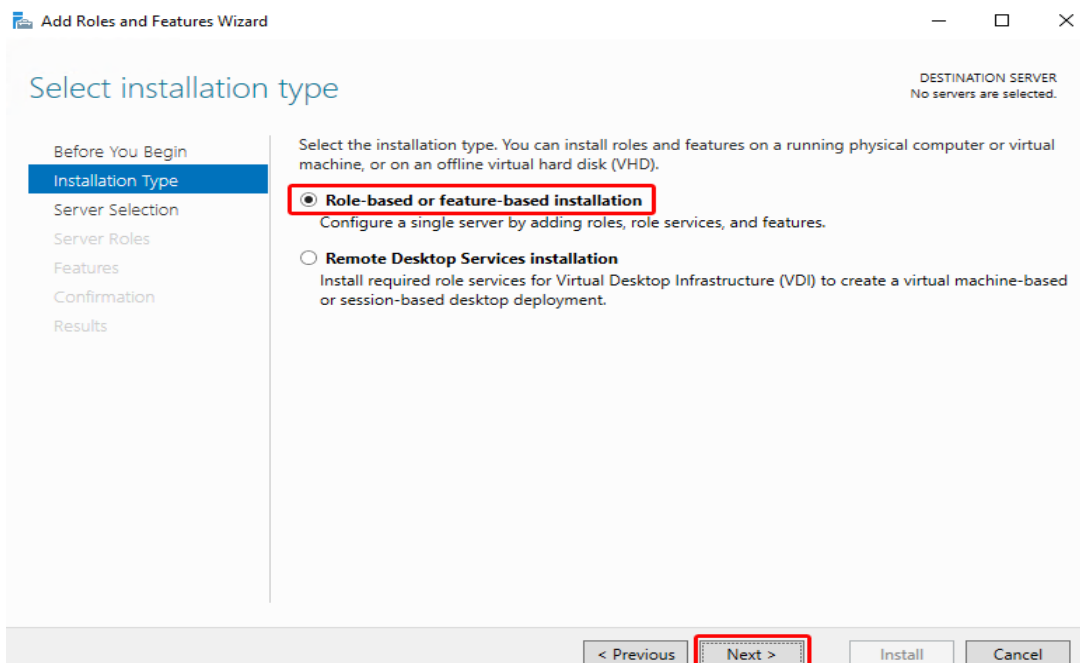 Add Roles and Features Wizard
Select installation type
DESTINATION SERVER
No servers are selected.
Before You Begin
Installation Type
Server Selection
Server Roles
Features
Confirmation
Results
Select the installation type. You can install roles and features on a running physical computer or virtual
machine, or on an offline virtual hard disk (VHD).
Role-based or feature-based installation
Configure a single server by adding roles, role services, and features.
Remote Desktop Services installation
Install required role services for Virtual Desktop Infrastructure (VDI) to create a virtual machine-based
or session-based desktop deployment.
< Previous
Next >
Install
Cancel